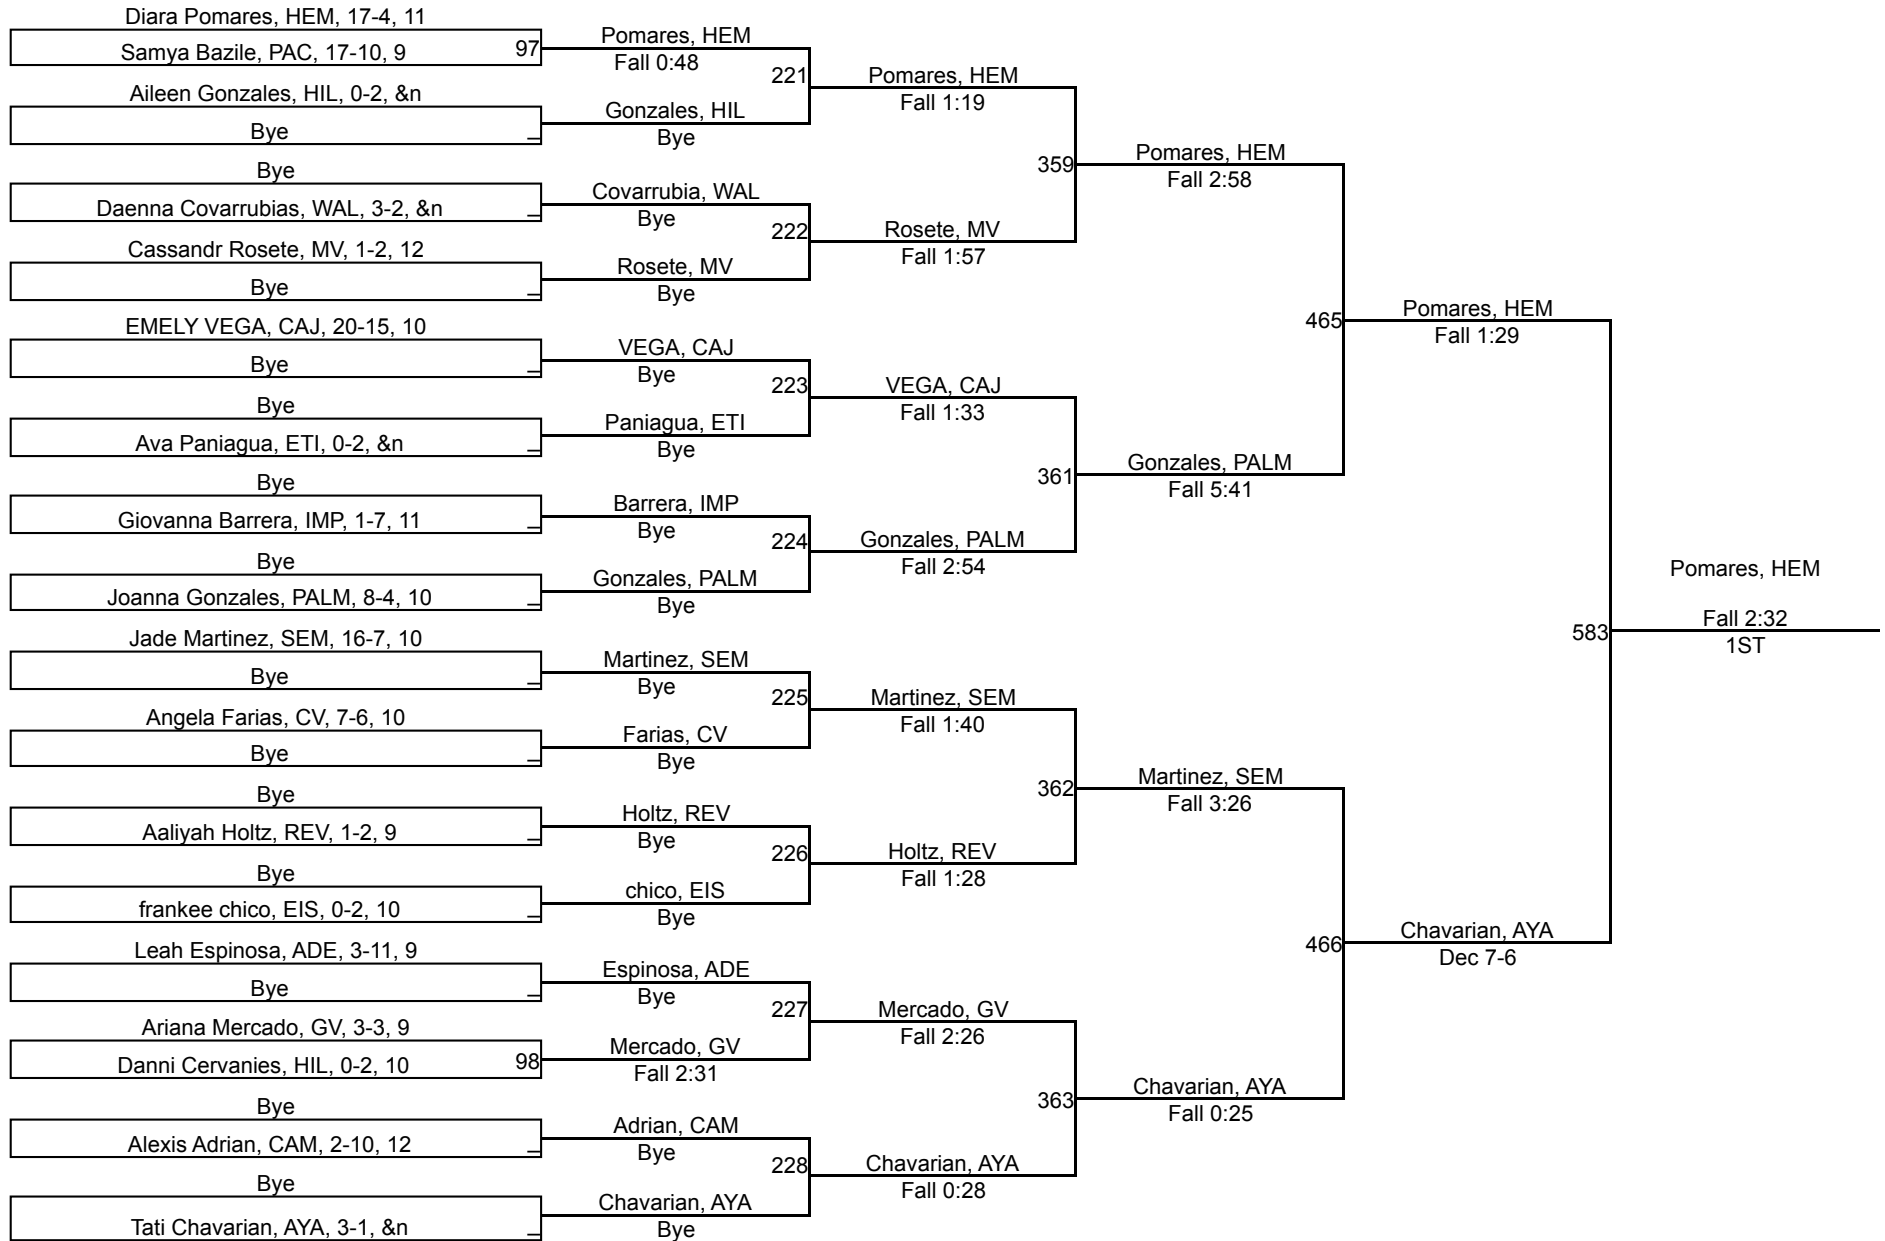 Diara Pomares, HEM, 17-4, 11
Samya Bazile, PAC, 17-10, 9
97
Aileen Gonzales, HIL, 0-2, &n
Bye
_
Bye
Daenna Covarrubias, WAL, 3-2, &n
_
Cassandr Rosete, MV, 1-2, 12
Bye
_
EMELY VEGA, CAJ, 20-15, 10
Bye
_
Bye
Ava Paniagua, ETI, 0-2, &n
_
Bye
Giovanna Barrera, IMP, 1-7, 11
_
Bye
Joanna Gonzales, PALM, 8-4, 10
_
Jade Martinez, SEM, 16-7, 10
Bye
_
Angela Farias, CV, 7-6, 10
Bye
_
Bye
Aaliyah Holtz, REV, 1-2, 9
_
Bye
frankee chico, EIS, 0-2, 10
_
Leah Espinosa, ADE, 3-11, 9
Bye
_
Ariana Mercado, GV, 3-3, 9
Danni Cervanies, HIL, 0-2, 10
98
Bye
Alexis Adrian, CAM, 2-10, 12
_
Bye
Tati Chavarian, AYA, 3-1, &n
_
Pomares, HEM
Fall 0:48
221
Gonzales, HIL
Bye
Covarrubia, WAL
Bye
222
Rosete, MV
Bye
VEGA, CAJ
Bye
223
Paniagua, ETI
Bye
Barrera, IMP
Bye
224
Gonzales, PALM
Bye
Martinez, SEM
Bye
225
Farias, CV
Bye
Holtz, REV
Bye
226
chico, EIS
Bye
Espinosa, ADE
Bye
227
Mercado, GV
Fall 2:31
Adrian, CAM
Bye
228
Chavarian, AYA
Bye
Pomares, HEM
Fall 1:19
359
Rosete, MV
Fall 1:57
VEGA, CAJ
Fall 1:33
361
Gonzales, PALM
Fall 2:54
Martinez, SEM
Fall 1:40
362
Holtz, REV
Fall 1:28
Mercado, GV
Fall 2:26
363
Chavarian, AYA
Fall 0:28
Pomares, HEM
Fall 2:58
465
Gonzales, PALM
Fall 5:41
Martinez, SEM
Fall 3:26
466
Chavarian, AYA
Fall 0:25
Pomares, HEM
Fall 1:29
583
Chavarian, AYA
Dec 7-6
Pomares, HEM
Fall 2:32
1ST